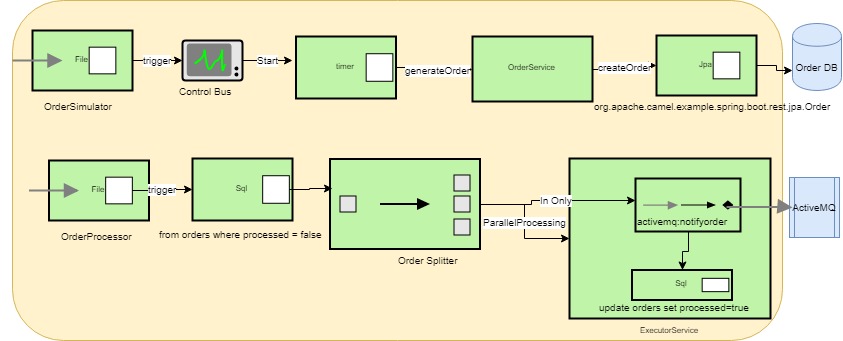 File
trigger
Start
timer
generateOrder
OrderService
createOrder
Jpa
Order DB
OrderSimulator
Control Bus
org.apache.camel.example.spring.boot.rest.jpa.Order
File
trigger
Sql
In Only
ParallelProcessing
activemq:notifyorder
ActiveMQ
OrderProcessor
from orders where processed = false
Order Splitter
Sql
update orders set processed=true
ExecutorService